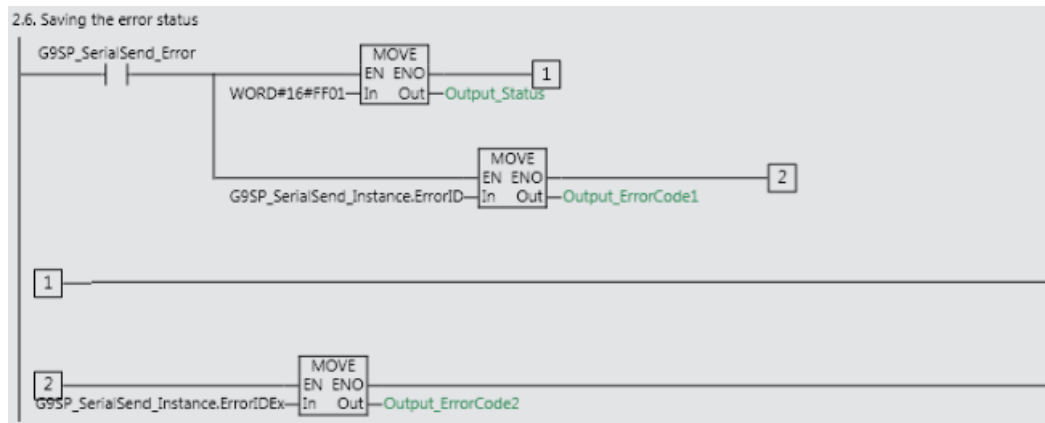 2.6. Saving the error status
G9SP_SerialSend_Error
MOVE
EN ENO
1
WORD#16#FF01 In Out Output_Status
MOVE
EN ENO
2
G9SP_SerialSend_Instance.ErrorID In Out Output_ErrorCode1
1
MOVE
2
EN ENO
G9SP_SerialSend_Instance.ErrorIDEx In Out Output_ErrorCode2